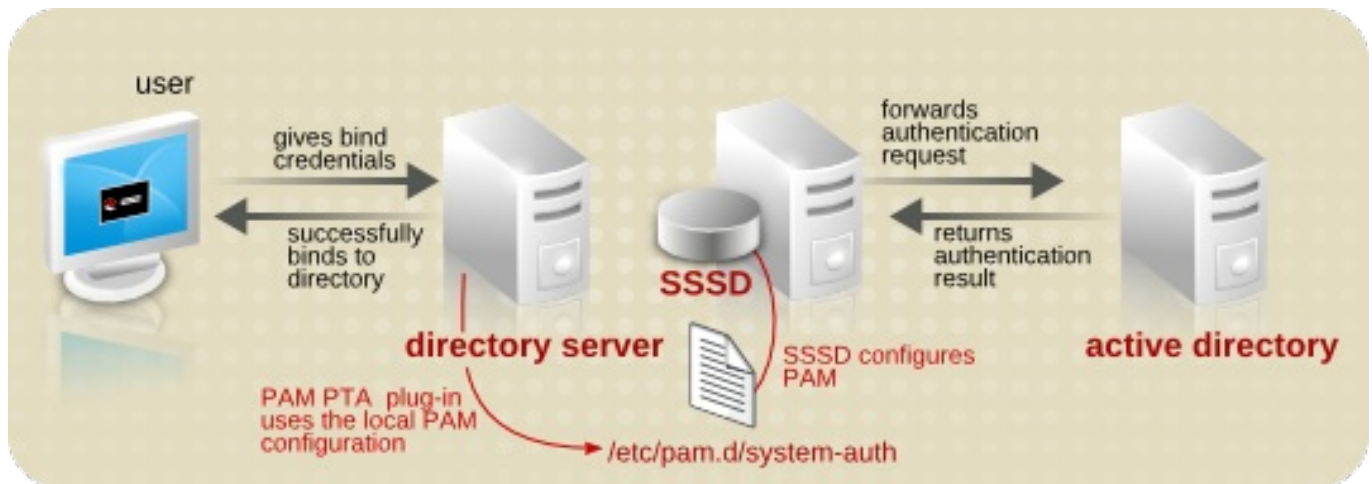 user
gives bind
credentials
successfully
binds to
directory
directory server
PAM PTA plug-in
uses the local PAM
configuration
/etc/pam.d/system-auth
SSSD
SSSD configures
PAM
forwards
authentication
request
returns
authentication
result
active directory